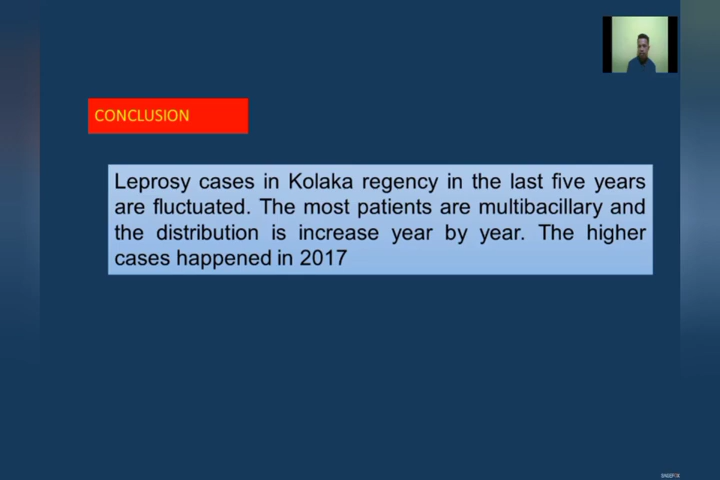 CONCLUSION
Leprosy cases in Kolaka regency in the last five years
are fluctuated. The most patients are multibacillary and
the distribution is increase year by year. The higher
cases happened in 2017